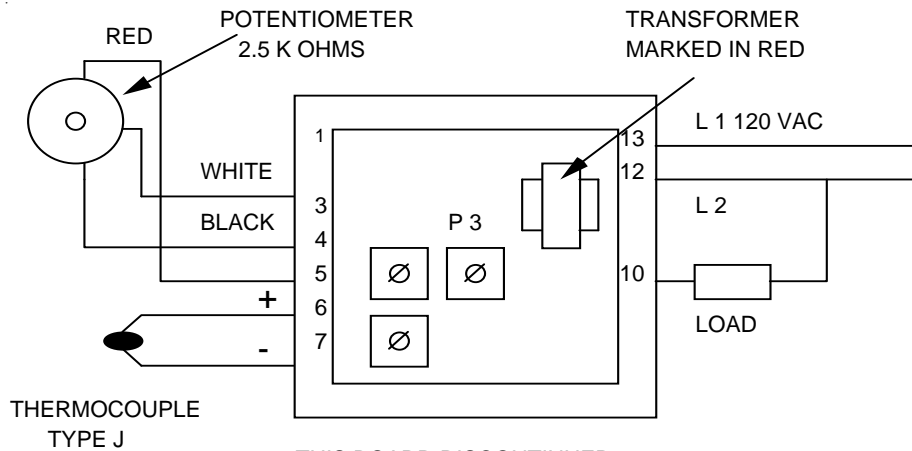 POTENTIOMETER
2.5 K OHMS
TRANSFORMER
MARKED IN RED
RED
1
13
L 1 120 VAC
12
WHITE
3
L 2
BLACK
4
P 3
5
10
+
6
7
-
LOAD
THERMOCOUPLE
TYPE J